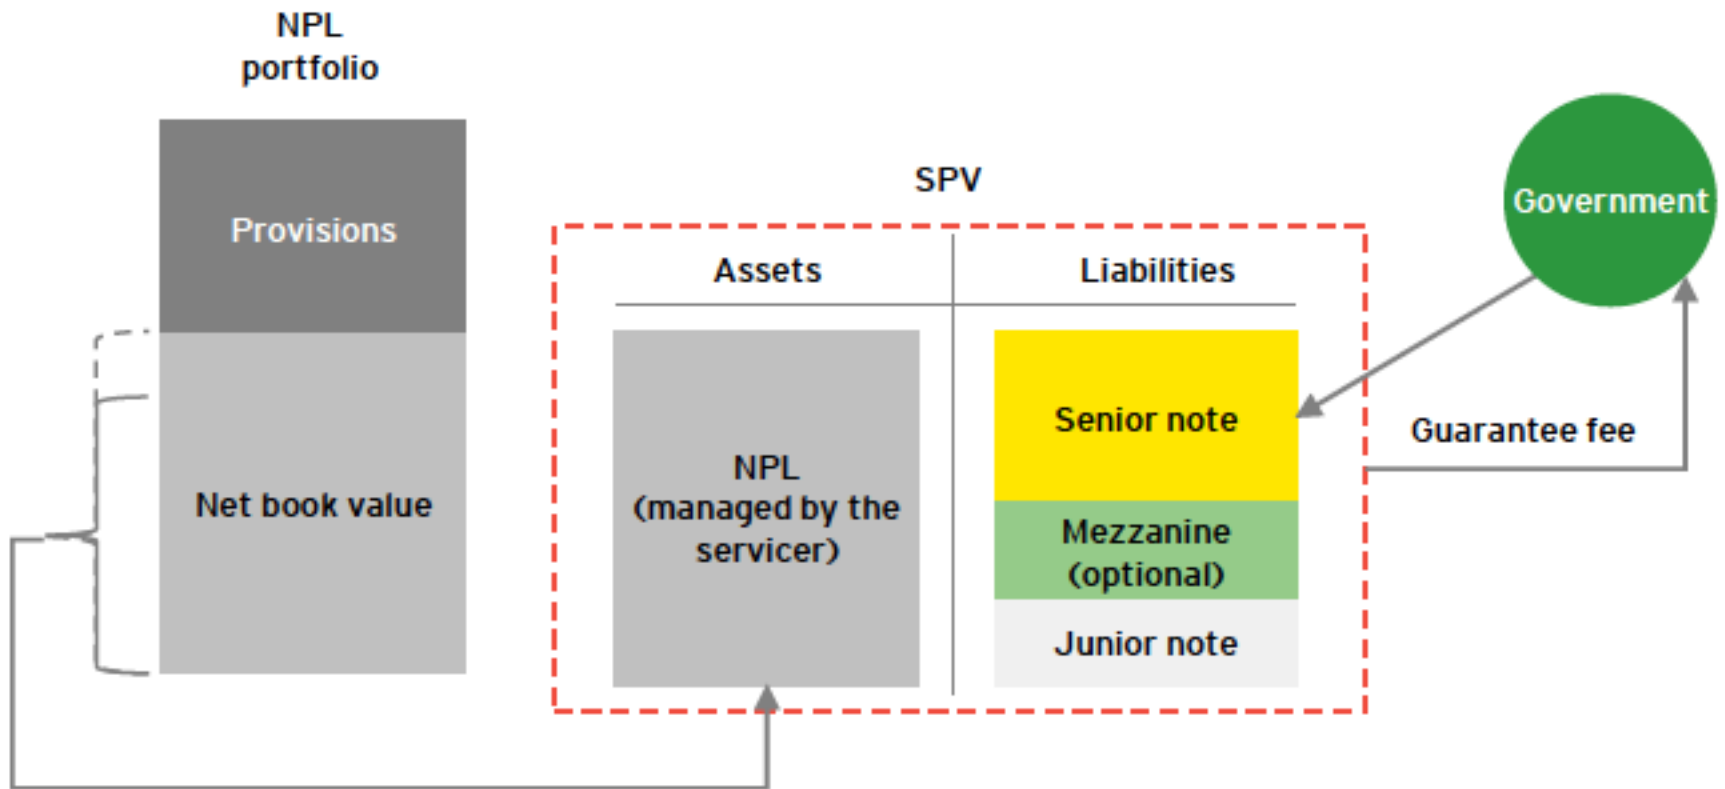 NPL
portfolio
Provisions
Net book value
SPV
Assets
Liabilities
NPL
(managed by the
servicer)
Senior note
Mezzanine
(optional)
Junior note
Government
Guarantee fee